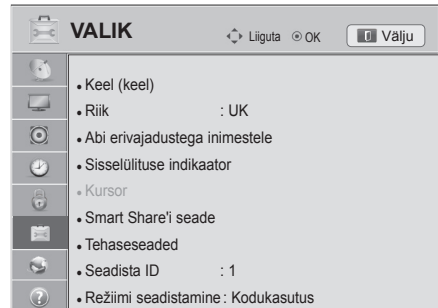 VALIK
Liiguta OK Välju
Keel (keel)
Riik : UK
Abi erivajadustega inimestele
Sisselülituse indikaator
Kursor
Smart Share'i seade
Tehaseseaded
Seadista ID : 1
Režiimi seadistamine : Kodukasutus